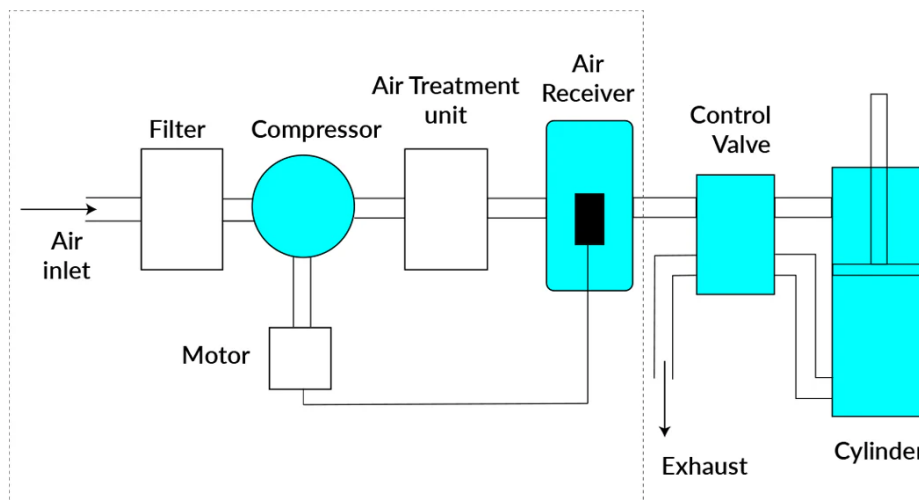 Air
Receiver
Air Treatment
unit
Control
Valve
Filter
Compressor
Air
inlet
Motor
Exhaust
Cylinder